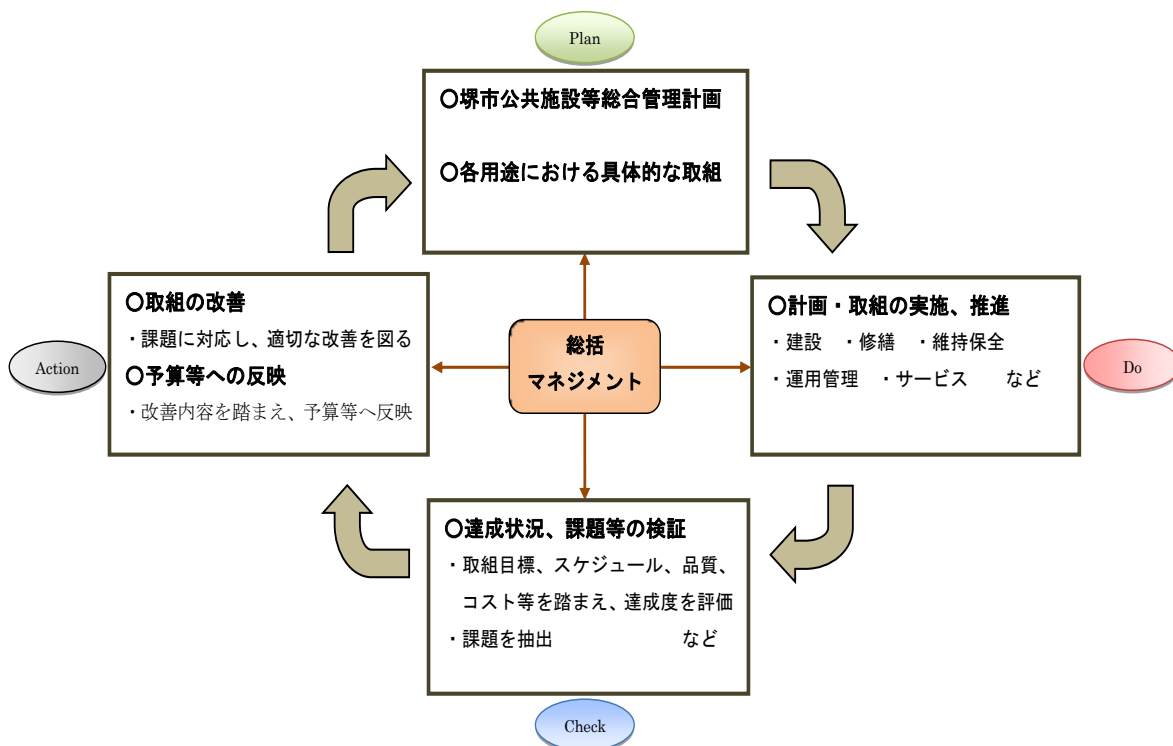 Plan
〇堺市公共施設等総合管理計画
〇各用途における具体的な取組
〇取組の改善
・課題に対応し、適切な改善を図る
〇予算等への反映
・改善内容を踏まえ、予算等へ反映
Action
総括
マネジメント
〇計画・取組の実施、推進
・建設　・修繕　・維持保全
・運用管理　・サービス　　など
Do
〇達成状況、課題等の検証
・取組目標、スケジュール、品質、
コスト等を踏まえ、達成度を評価
・課題を抽出　　　　　　　など
Check